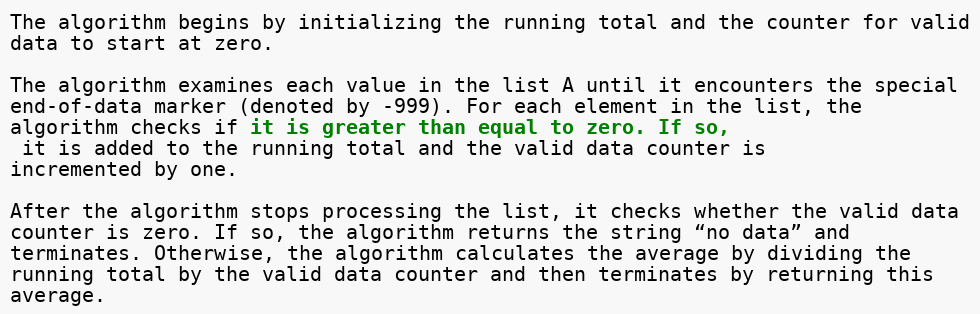 The algorithm begins by initializing the running total and the counter for valid
data to start at zero.
The algorithm examines each value in the list A until it encounters the special
end-of-data marker (denoted by -999). For each element in the list, the
algorithm checks if it is greater than equal to zero. If so,
it is added to the running total and the valid data counter is
incremented by one.
After the algorithm stops processing the list, it checks whether the valid data
counter is zero. If so, the algorithm returns the string “no data” and
terminates. Otherwise, the algorithm calculates the average by dividing the
running total by the valid data counter and then terminates by returning this
average.